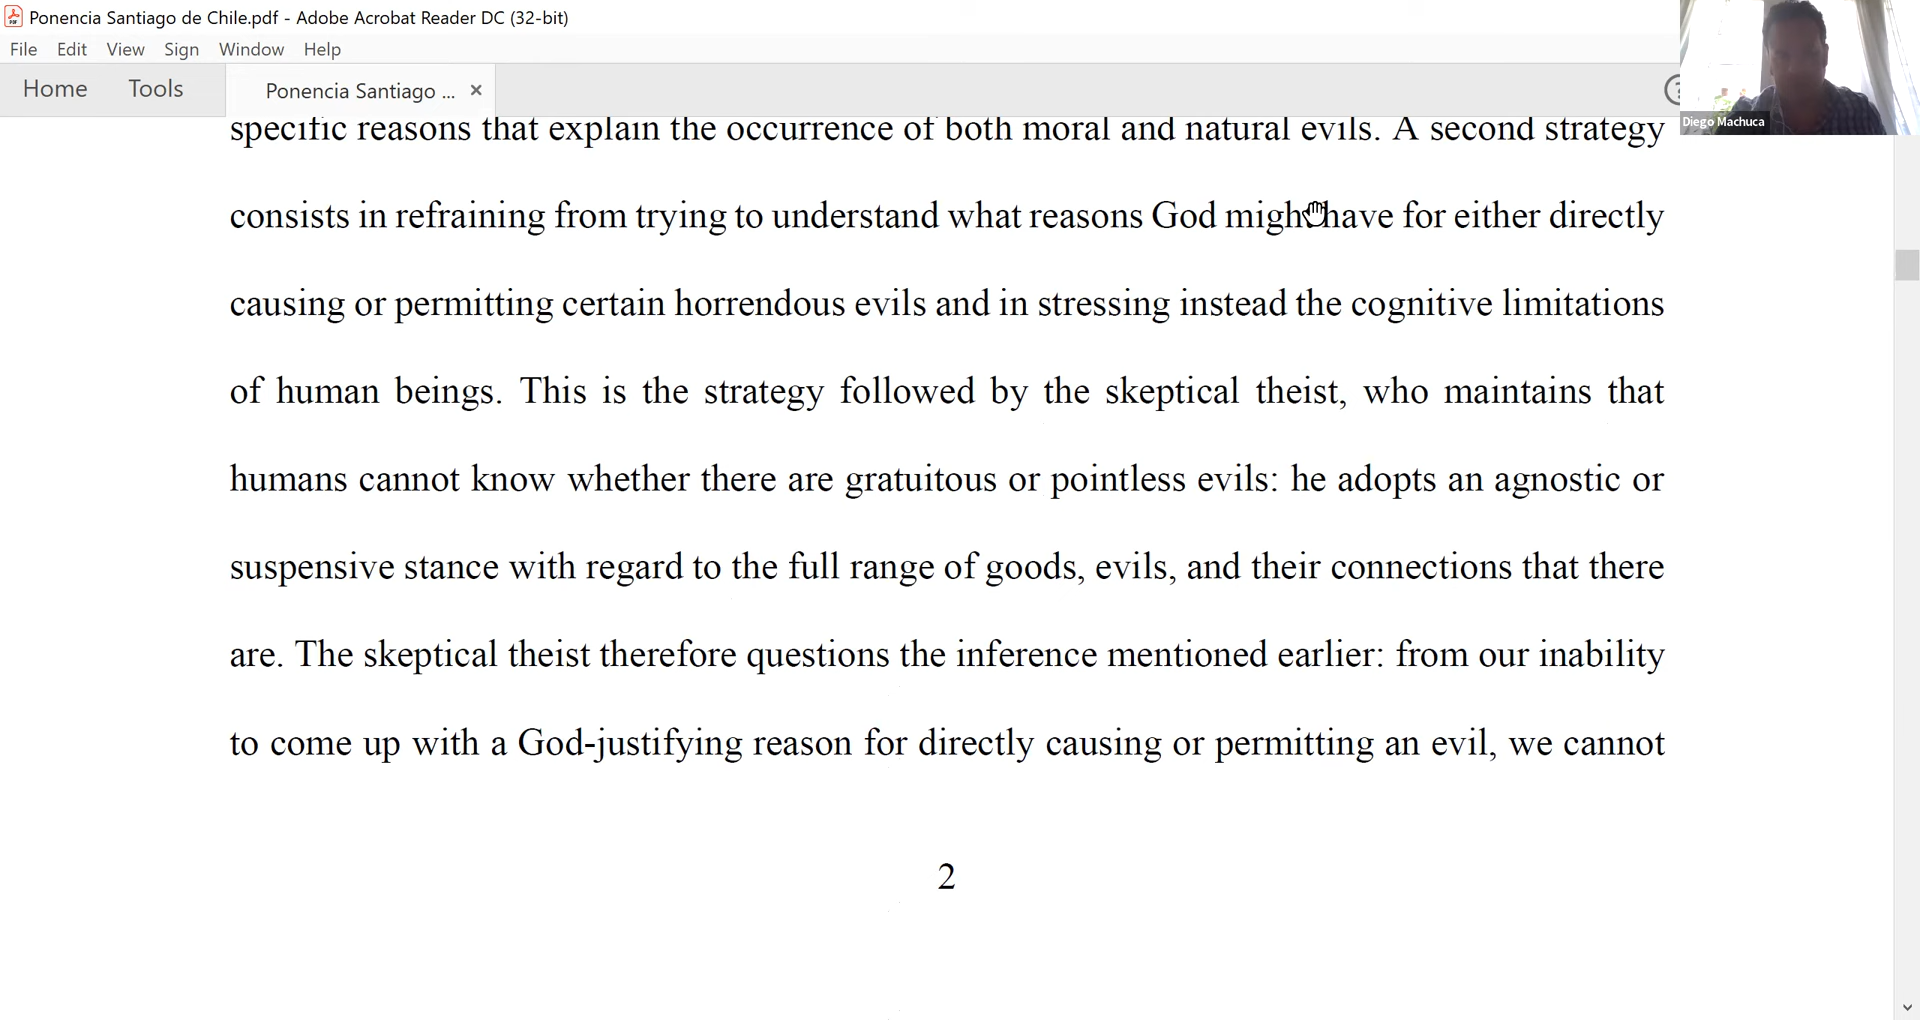 Ponencia Santiago de Chile.pdf - Adobe Acrobat Reader DC (32-bit)
File Edit View Sign Window Help
Home Tools Ponencia Santiago ... ×
Diego Machuca
specific reasons that explain the occurrence of both moral and natural evils. A second strategy
consists in refraining from trying to understand what reasons God might have for either directly
causing or permitting certain horrendous evils and in stressing instead the cognitive limitations
of human beings. This is the strategy followed by the skeptical theist, who maintains that
humans cannot know whether there are gratuitous or pointless evils: he adopts an agnostic or
suspensive stance with regard to the full range of goods, evils, and their connections that there
are. The skeptical theist therefore questions the inference mentioned earlier: from our inability
to come up with a God-justifying reason for directly causing or permitting an evil, we cannot
2